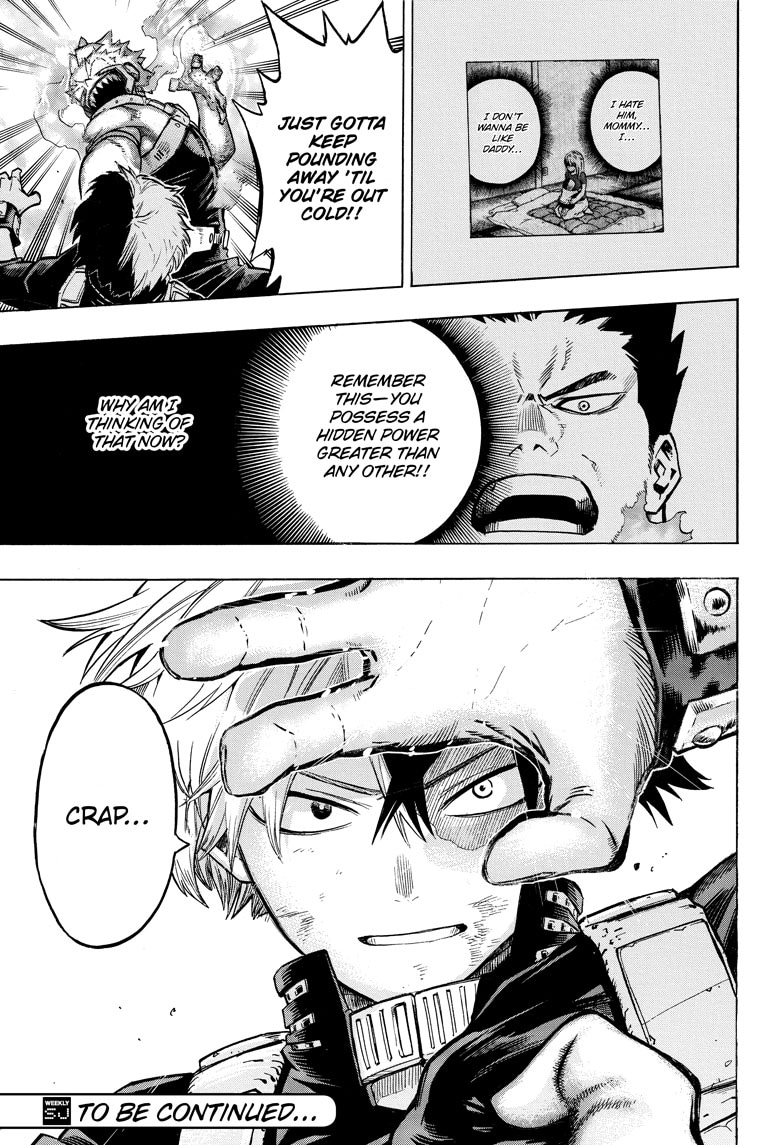 I HATE
HIM,
MOMMY...
I...
I DON'T
WANNA BE
LIKE
DADDY...
JUST GOTTA
KEEP
POUNDING
AWAY 'TIL
YOU'RE OUT
COLD!!
REMEMBER
THIS—YOU
POSSESS A
HIDDEN POWER
GREATER THAN
ANY OTHER!!
WHY AM I
THINKING OF
THAT NOW?
CRAP...
WEEKLY
SJ
TO BE CONTINUED...